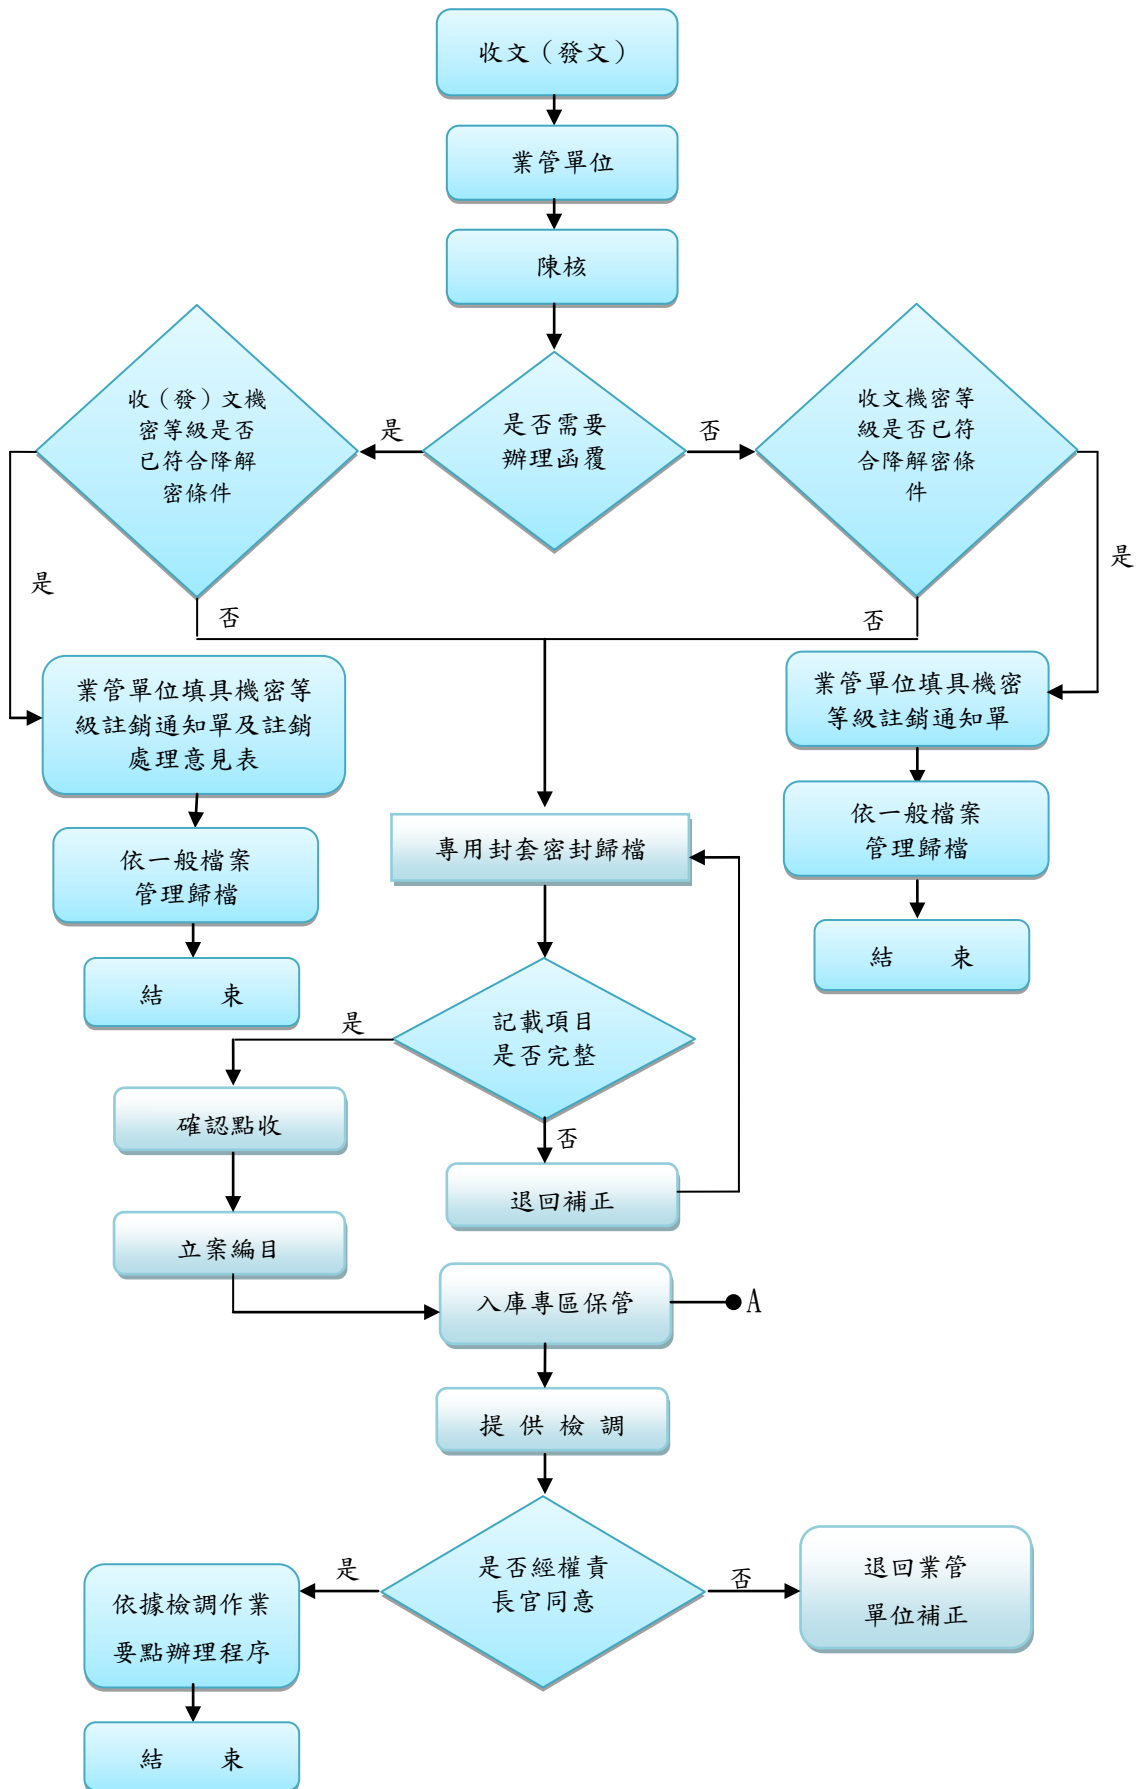 收文（發文）
業管單位
陳核
收（發）文機
密等級是否
已符合降解
密條件
是
是否需要
辦理函覆
否
收文機密等
級是否已符
合降解密條
件
是
是
否
否
業管單位填具機密等
級註銷通知單及註銷
處理意見表
業管單位填具機密
等級註銷通知單
依一般檔案
管理歸檔
專用封套密封歸檔
依一般檔案
管理歸檔
結　　束
結　　束
是
記載項目
是否完整
確認點收
否
退回補正
立案編目
入庫專區保管
A
提 供 檢 調
是
是否經權責
長官同意
否
退回業管
單位補正
依據檢調作業
要點辦理程序
結　　束